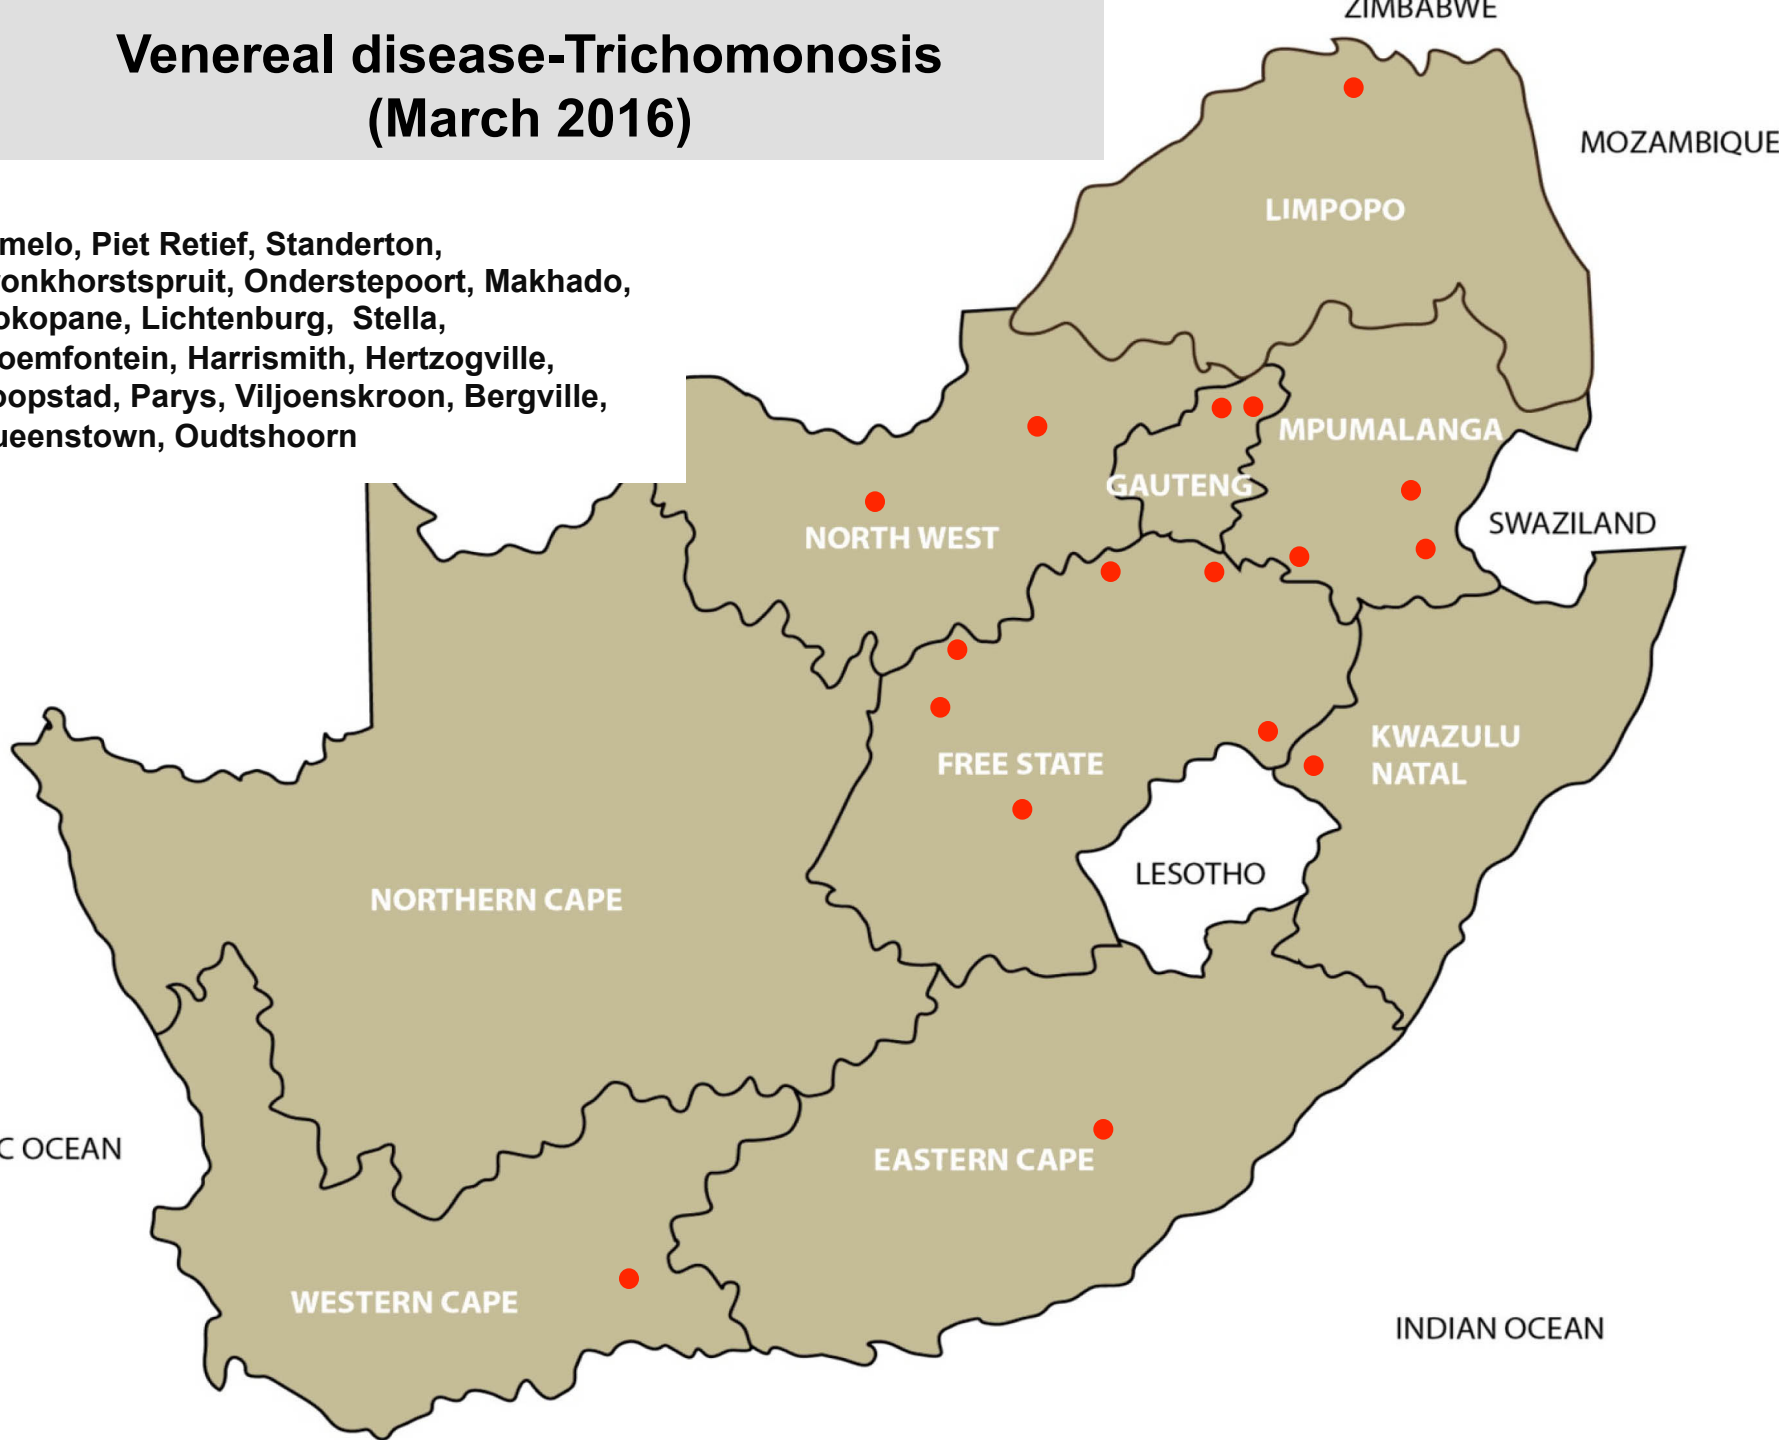 Venereal disease-Trichomonosis
(March 2016)
ZIMBABWE
MOZAMBIQUE
LIMPOPO
melo, Piet Retief, Standerton,
onkhorstspruit, Onderstepoort, Makhado,
okopane, Lichtenburg, Stella,
oemfontein, Harrismith, Hertzogville,
oopstad, Parys, Viljoenskroon, Bergville,
ueenstown, Oudtshoorn
MPUMALANGA
GAUTENG
SWAZILAND
NORTH WEST
KWAZULU
NATAL
FREE STATE
LESOTHO
NORTHERN CAPE
C OCEAN
EASTERN CAPE
WESTERN CAPE
INDIAN OCEAN